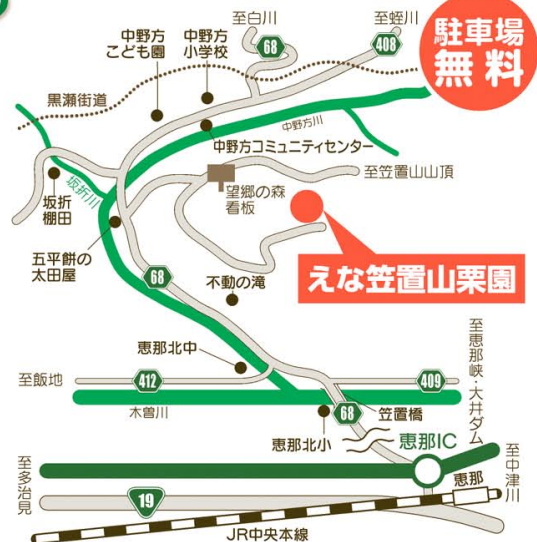 至白川
至蛭川
駐車場
無料
中野方
こども園
中野方
小学校
68
408
黒瀬街道
中野方川
中野方コミュニティセンター
至笠置山山頂
望郷の森
看板
坂折川
坂折
棚田
五平餅の
太田屋
68
不動の滝
えな笠置山栗園
恵那北中
至飯地
412
409
木曽川
68
笠置橋
恵那北小
至恵那峡・大井ダム
恵那IC
至多治見
至中津川
恵那
19
JR中央本線